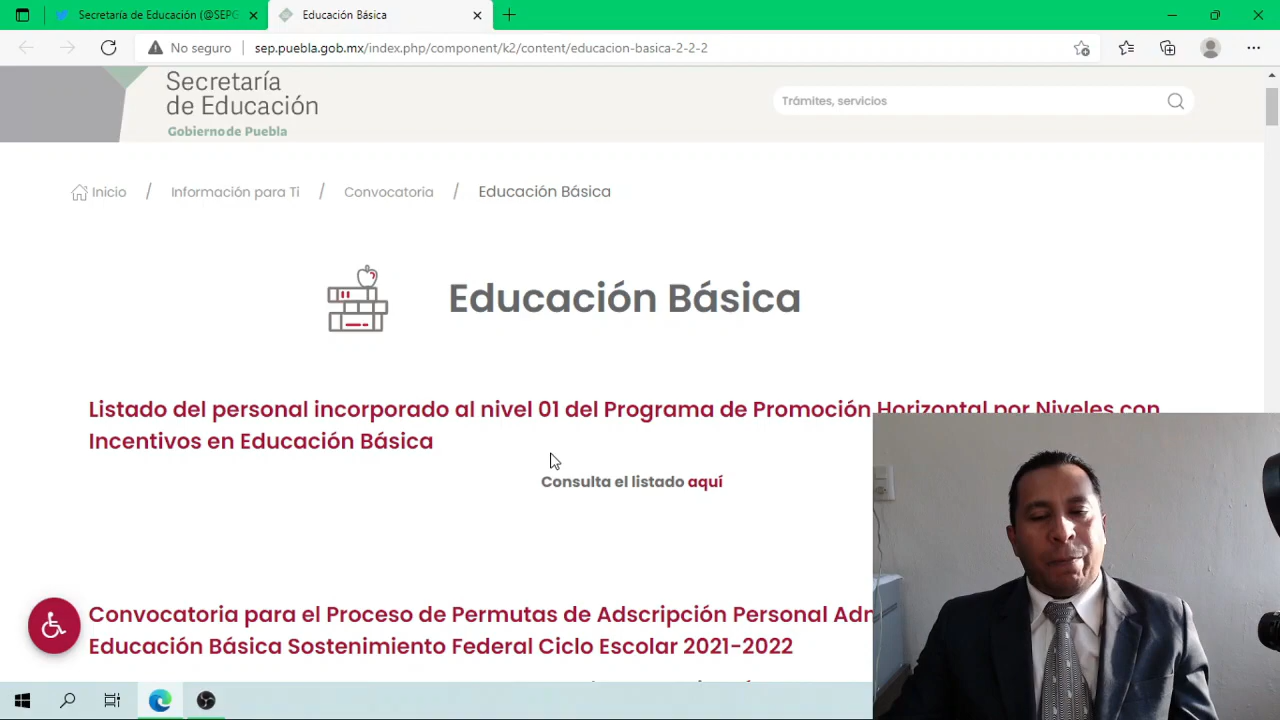 Secretaría de Educación (@SEPG
Educación Básica
No seguro
sep.puebla.gob.mx/index.php/component/k2/content/educacion-basica-2-2-2
Secretaría
de Educación
Gobierno de Puebla
Trámites, servicios
Inicio / Información para Ti / Convocatoria / Educación Básica
Educación Básica
Listado del personal incorporado al nivel 01 del Programa de Promoción Horizontal por Niveles con
Incentivos en Educación Básica
Consulta el listado aquí
Convocatoria para el Proceso de Permutas de Adscripción Personal Adm
Educación Básica Sostenimiento Federal Ciclo Escolar 2021-2022